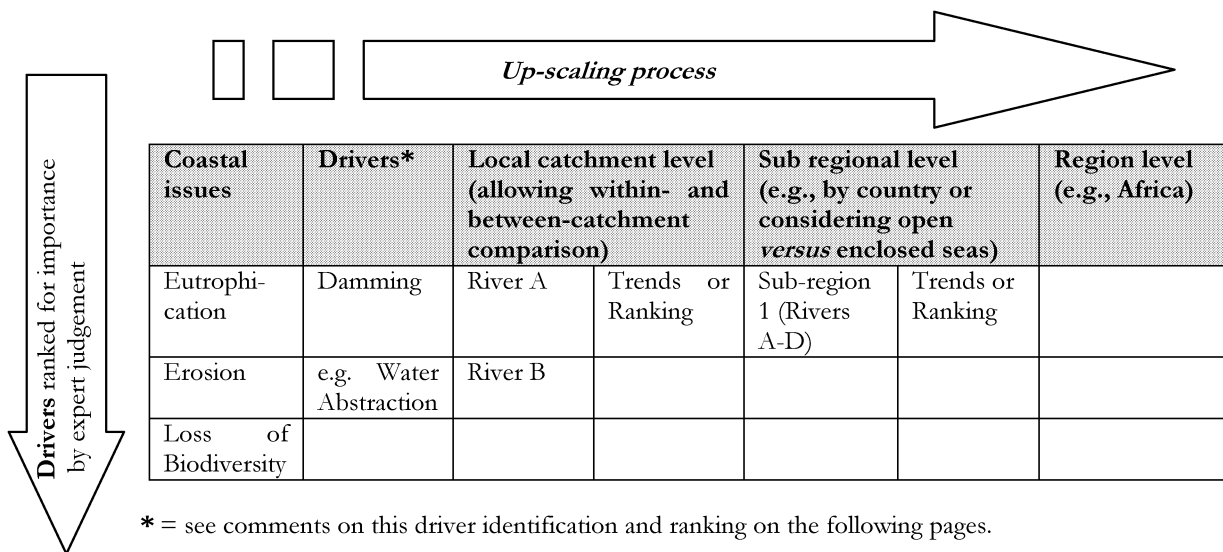 Up-scaling process
Drivers ranked for importance
by expert judgement
Coastal
issues
Drivers*
Local catchment level
(allowing within- and
between-catchment
comparison)
Sub regional level
(e.g., by country or
considering open
versus enclosed seas)
Region level
(e.g., Africa)
Eutrophi-
cation
Damming
River A
Trends or
Ranking
Sub-region
1 (Rivers
A-D)
Trends or
Ranking
Erosion
e.g. Water
Abstraction
River B
Loss of
Biodiversity
* = see comments on this driver identification and ranking on the following pages.